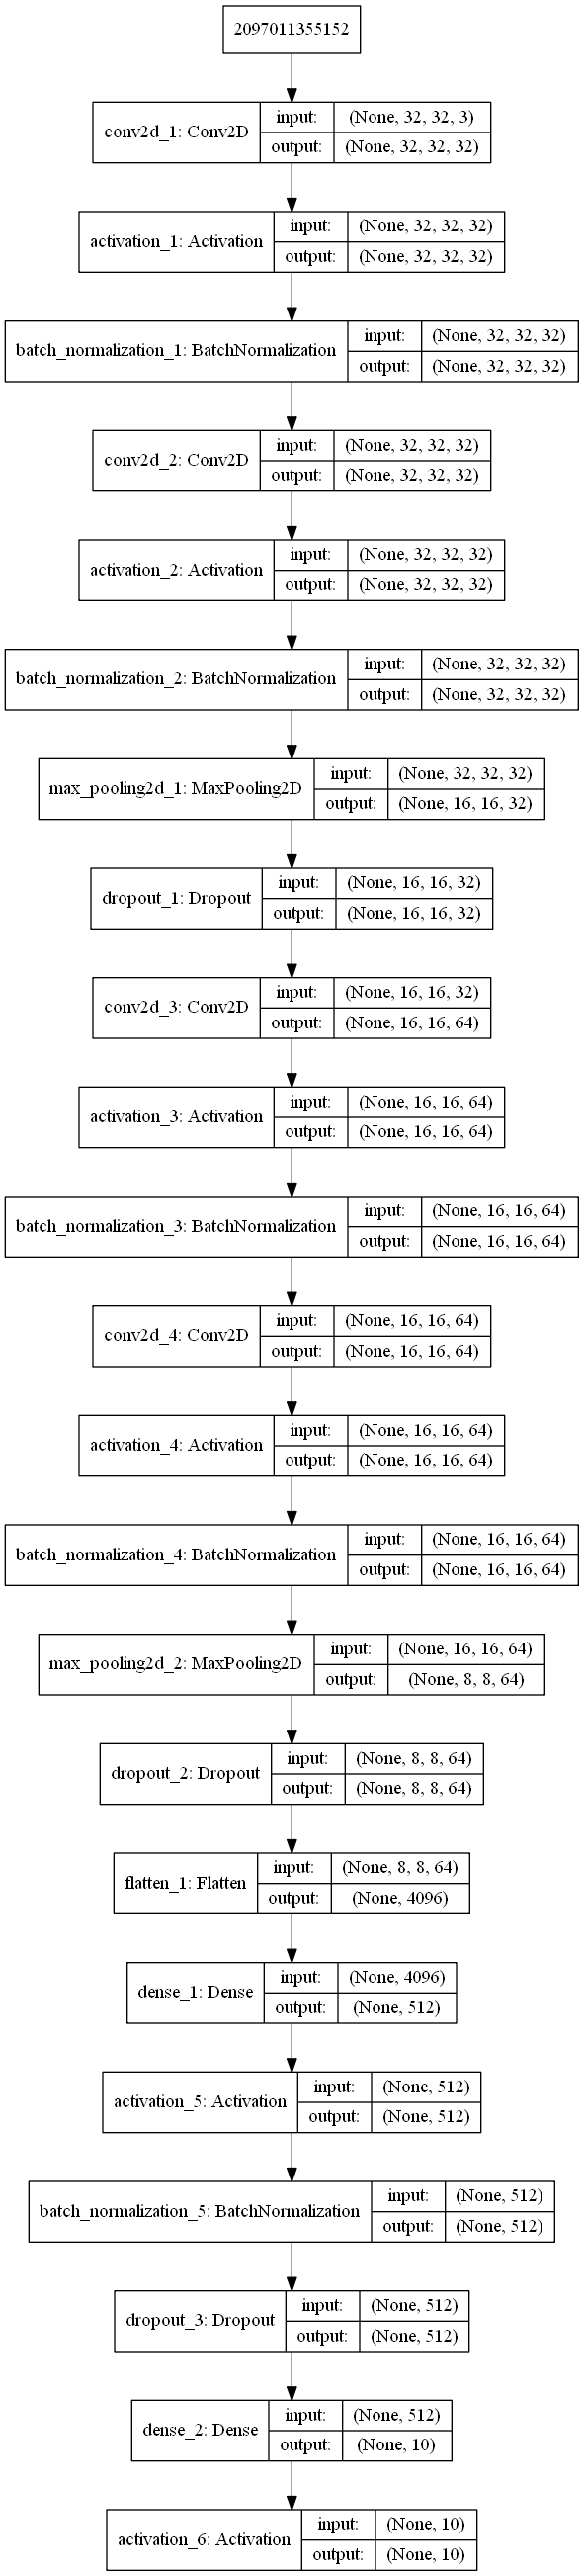 2097011355152
conv2d_1: Conv2D
input: (None, 32, 32, 3)
output: (None, 32, 32, 32)
activation_1: Activation
input: (None, 32, 32, 32)
output: (None, 32, 32, 32)
batch_normalization_1: BatchNormalization
input: (None, 32, 32, 32)
output: (None, 32, 32, 32)
conv2d_2: Conv2D
input: (None, 32, 32, 32)
output: (None, 32, 32, 32)
activation_2: Activation
input: (None, 32, 32, 32)
output: (None, 32, 32, 32)
batch_normalization_2: BatchNormalization
input: (None, 32, 32, 32)
output: (None, 32, 32, 32)
max_pooling2d_1: MaxPooling2D
input: (None, 32, 32, 32)
output: (None, 16, 16, 32)
dropout_1: Dropout
input: (None, 16, 16, 32)
output: (None, 16, 16, 32)
conv2d_3: Conv2D
input: (None, 16, 16, 32)
output: (None, 16, 16, 64)
activation_3: Activation
input: (None, 16, 16, 64)
output: (None, 16, 16, 64)
batch_normalization_3: BatchNormalization
input: (None, 16, 16, 64)
output: (None, 16, 16, 64)
conv2d_4: Conv2D
input: (None, 16, 16, 64)
output: (None, 16, 16, 64)
activation_4: Activation
input: (None, 16, 16, 64)
output: (None, 16, 16, 64)
batch_normalization_4: BatchNormalization
input: (None, 16, 16, 64)
output: (None, 16, 16, 64)
max_pooling2d_2: MaxPooling2D
input: (None, 16, 16, 64)
output: (None, 8, 8, 64)
dropout_2: Dropout
input: (None, 8, 8, 64)
output: (None, 8, 8, 64)
flatten_1: Flatten
input: (None, 8, 8, 64)
output: (None, 4096)
dense_1: Dense
input: (None, 4096)
output: (None, 512)
activation_5: Activation
input: (None, 512)
output: (None, 512)
batch_normalization_5: BatchNormalization
input: (None, 512)
output: (None, 512)
dropout_3: Dropout
input: (None, 512)
output: (None, 512)
dense_2: Dense
input: (None, 512)
output: (None, 10)
activation_6: Activation
input: (None, 10)
output: (None, 10)